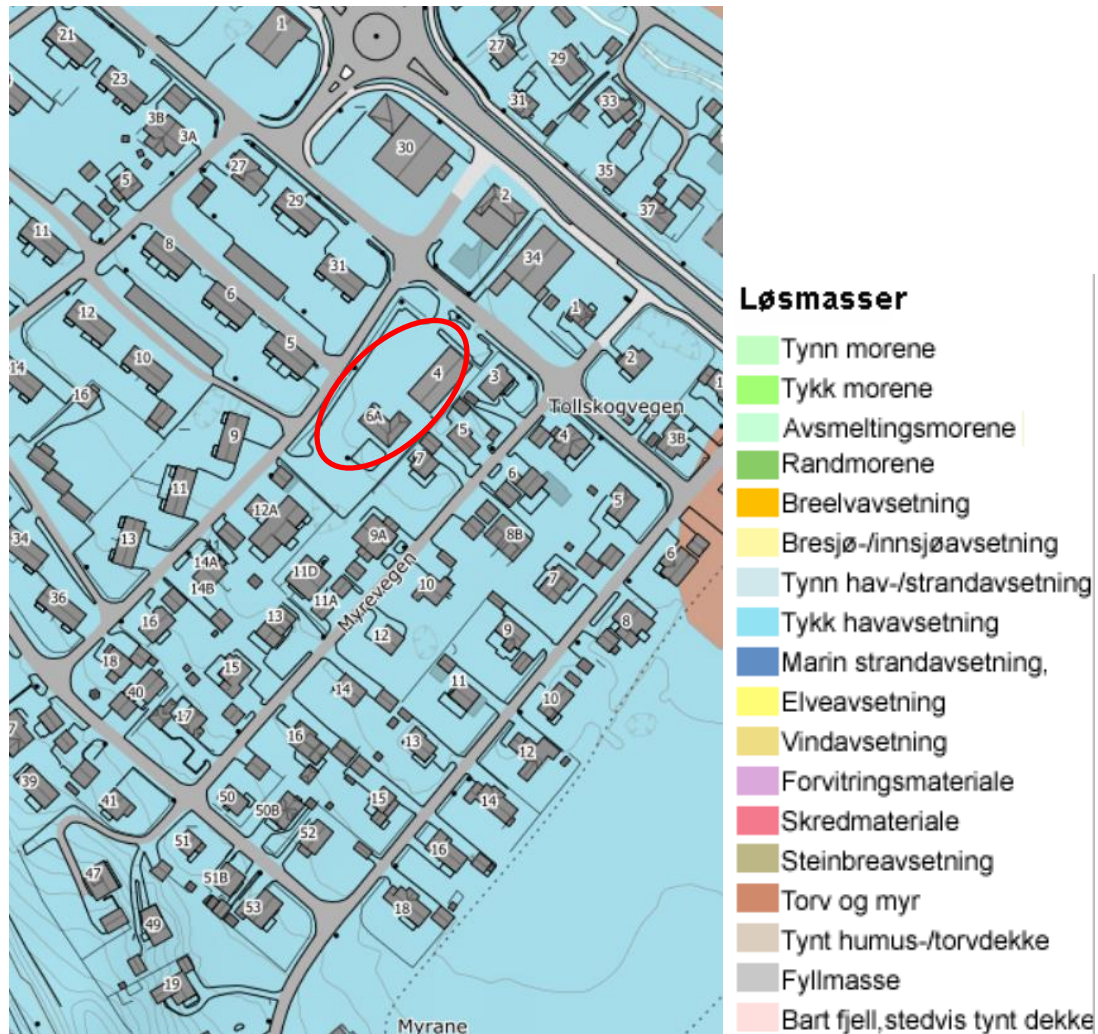 1
21
23
3B
3A
5
11
27
29
31
30
2
34
1
2
27
29
31
33
35
37
8
6
5
12
10
14
16
9
11
13
4
6A
3
5
7
Tollskogvegen
4
3B
6
5
8B
6
7
9
8
10
12A
9A
11D
11A
13
14A
14B
11
Myrevegen
10
12
34
36
16
18
40
15
17
14
16
11
13
15
12
14
16
18
39
41
50
50B
52
51
51B
53
47
49
19
Myrane
Løsmasser
Tynn morene
Tykk morene
Avsmeltingsmorene
Randmorene
Breelvavsetning
Bresjø-/innsjøavsetning
Tynn hav-/strandavsetning
Tykk havavsetning
Marin strandavsetning,
Elveavsetning
Vindavsetning
Forvitringsmateriale
Skredmateriale
Steinbreavsetning
Torv og myr
Tynt humus-/torvdekke
Fyllmasse
Bart fjell,stedvis tynt dekke